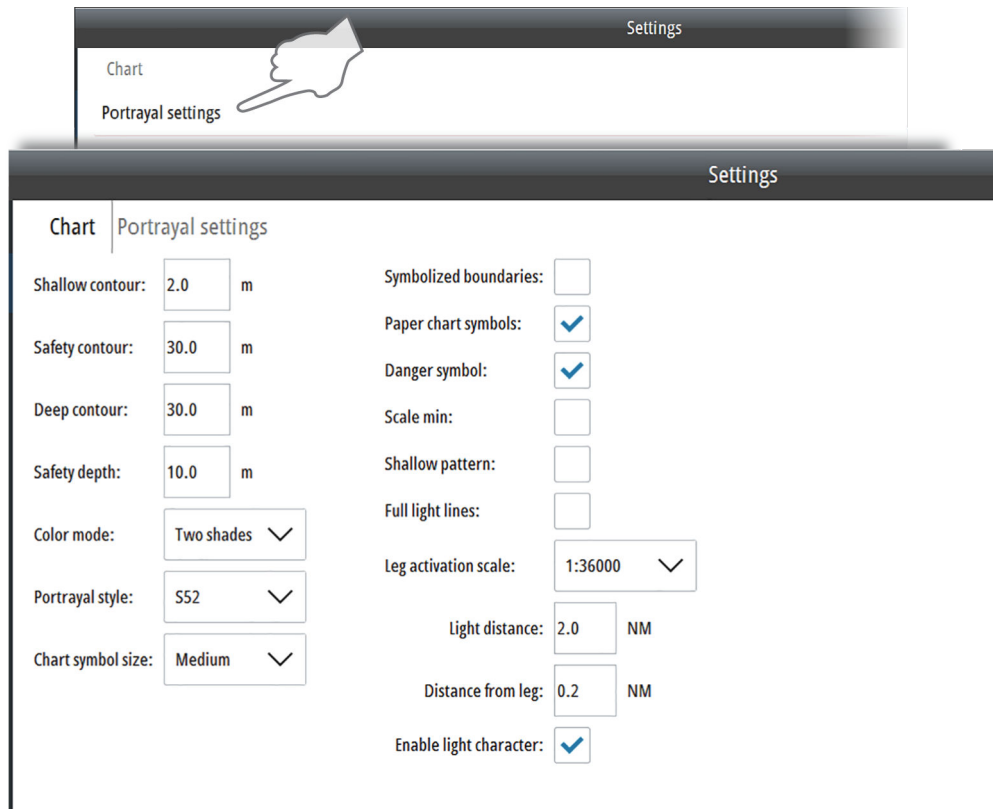 Settings
Chart
Portrayal settings
Settings
Chart Portrayal settings
Shallow contour: 2.0 m
Safety contour: 30.0 m
Deep contour: 30.0 m
Safety depth: 10.0 m
Color mode: Two shades
Portrayal style: S52
Chart symbol size: Medium
Symbolized boundaries:
Paper chart symbols:
Danger symbol:
Scale min:
Shallow pattern:
Full light lines:
Leg activation scale: 1:36000
Light distance: 2.0 NM
Distance from leg: 0.2 NM
Enable light character: